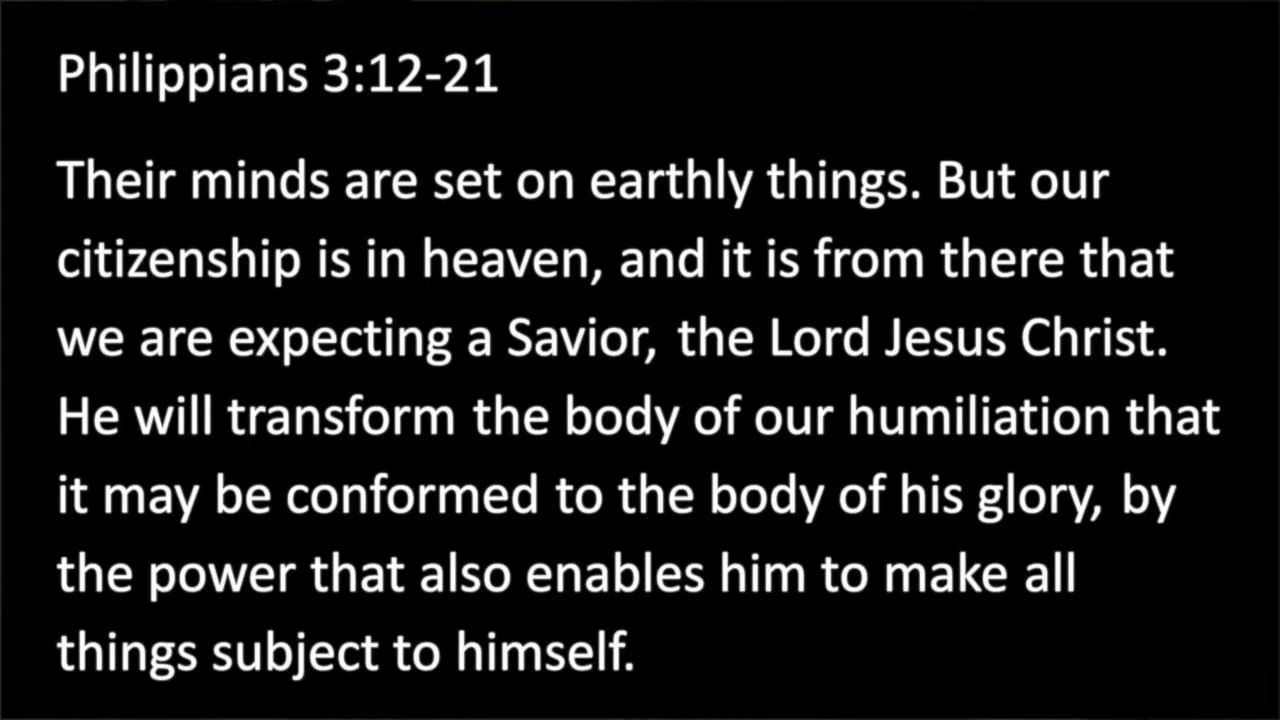 Philippians 3:12-21
Their minds are set on earthly things. But our
citizenship is in heaven, and it is from there that
we are expecting a Savior, the Lord Jesus Christ.
He will transform the body of our humiliation that
it may be conformed to the body of his glory, by
the power that also enables him to make all
things subject to himself.